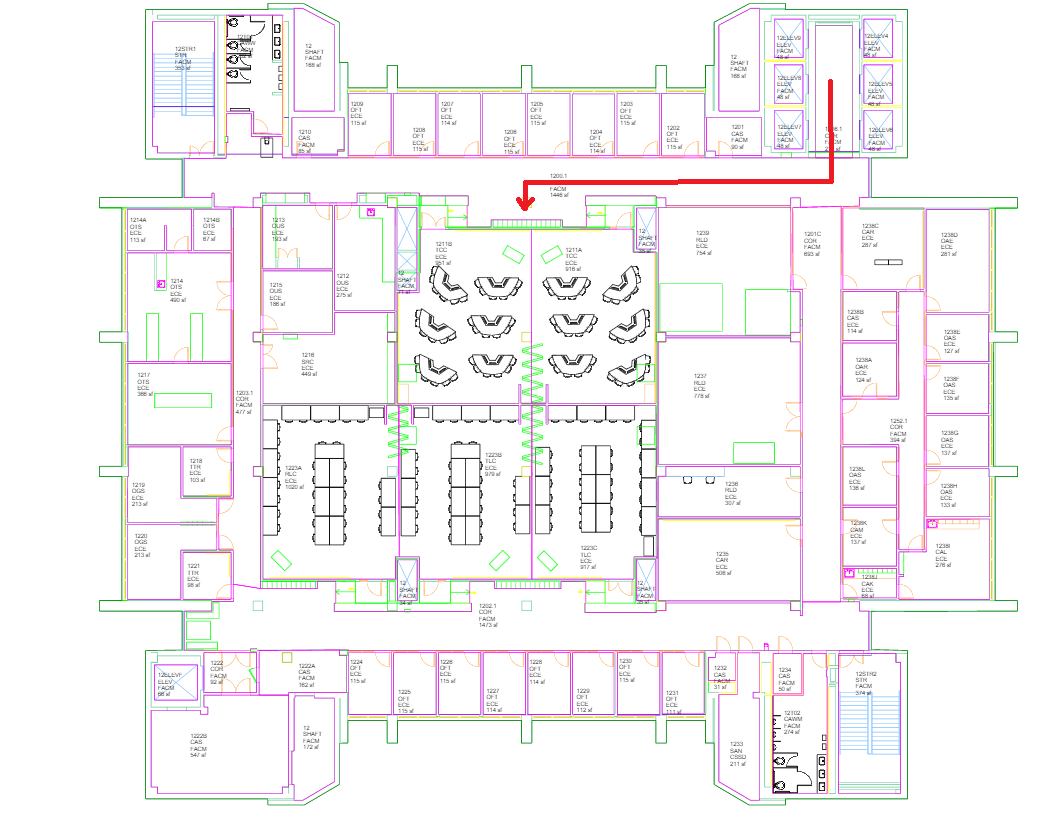 12STR1
STR
FACM
353 sf
FACM
12
SHAFT
FACM
168 sf
12
SHAFT
FACM
168 sf
12ELEV9
ELEV
FACM
48 sf
12ELEV4
ELEV
FACM
48 sf
12ELEV8
ELEV
FACM
48 sf
12ELEV5
ELEV
FACM
48 sf
12ELEV7
ELEV
FACM
48 sf
12ELEV6
ELEV
FACM
48 sf
COR
FACM
1210
CAS
FACM
85 sf
1209
OFT
ECE
115 sf
1208
OFT
ECE
115 sf
1207
OFT
ECE
114 sf
1206
OFT
ECE
115 sf
1205
OFT
ECE
115 sf
1204
OFT
ECE
114 sf
1203
OFT
ECE
115 sf
1202
OFT
ECE
115 sf
1201
CAS
FACM
90 sf
1200.1
FACM
1446 sf
1214A
OTS
ECE
113 sf
1214B
OTS
ECE
67 sf
1213
OUS
ECE
193 sf
1214
OTS
ECE
490 sf
1215
OUS
ECE
186 sf
1212
OUS
ECE
275 sf
12
SHAFT
FACM
1211B
TCC
ECE
951 sf
1211A
TCC
ECE
916 sf
12
SHAFT
FACM
1239
RLD
ECE
754 sf
1201C
COR
FACM
693 sf
1238C
CAR
ECE
287 sf
1238D
OAE
ECE
281 sf
1238B
CAS
ECE
114 sf
1238E
OAS
ECE
127 sf
1216
SRC
ECE
449 sf
1217
OTS
ECE
366 sf
1203.1
COR
FACM
477 sf
1237
RLD
ECE
778 sf
1238A
OAR
ECE
124 sf
1238F
OAS
ECE
135 sf
1252.1
COR
FACM
394 sf
1238G
OAS
ECE
137 sf
1218
TTR
ECE
103 sf
1223A
RLC
ECE
1020 sf
1223B
TLC
ECE
979 sf
1219
OGS
ECE
213 sf
1236
RLD
ECE
307 sf
1238L
OAS
ECE
136 sf
1238H
OAS
ECE
133 sf
1220
OGS
ECE
213 sf
1221
TTR
ECE
98 sf
1223C
TLC
ECE
917 sf
1235
CAR
ECE
508 sf
1238K
CAM
ECE
137 sf
1238I
CAL
ECE
276 sf
1238J
CAK
ECE
68 sf
12
SHAFT
FACM
34 sf
12
SHAFT
FACM
35 sf
1202.1
COR
FACM
1473 sf
12ELEVF
ELEV
FACM
1222
COR
FACM
92 sf
1222A
CAS
FACM
162 sf
1224
OFT
ECE
115 sf
1225
OFT
ECE
115 sf
1226
OFT
ECE
115 sf
1227
OFT
ECE
114 sf
1228
OFT
ECE
114 sf
1229
OFT
ECE
112 sf
1230
OFT
ECE
115 sf
1231
OFT
ECE
111 sf
1232
CAS
FACM
31 sf
1234
CAS
FACM
50 sf
12STR2
STR
FACM
374 sf
1222B
CAS
FACM
547 sf
12
SHAFT
FACM
172 sf
1233
SAN
CSSD
211 sf
12T02
CAWM
FACM
274 sf